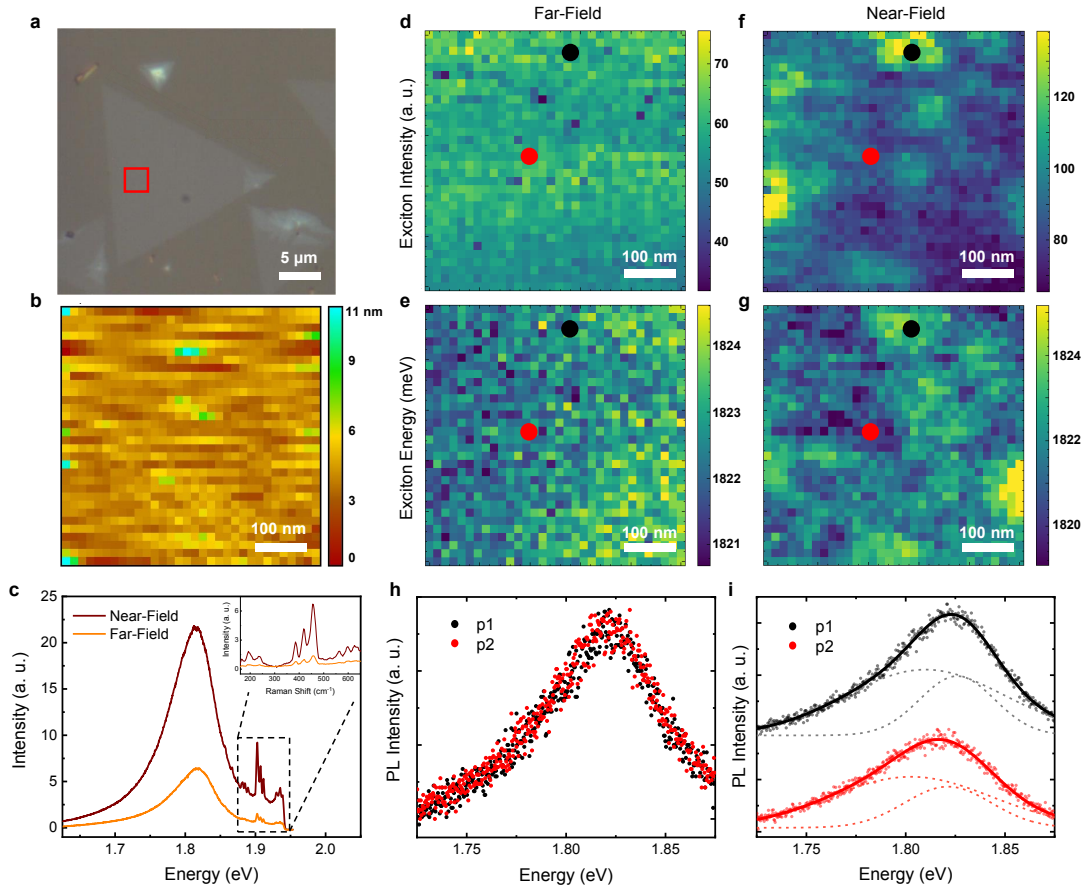 a
5 µm
b
11 nm
9
6
3
0
100 nm
c
Near-Field
Far-Field
Intensity (a. u.)
25
20
15
10
5
0
1.7
1.8
1.9
2.0
Energy (eV)
Intensity (a. u.)
6
3
0
200
300
400
500
600
Raman Shift (cm⁻¹)
Far-Field
d
Exciton Intensity (a. u.)
100 nm
70
60
50
40
e
Exciton Energy (meV)
100 nm
1824
1823
1822
1821
Near-Field
f
100 nm
120
100
80
g
100 nm
1824
1822
1820
h
p1
p2
PL Intensity (a. u.)
1.75
1.80
1.85
Energy (eV)
i
p1
p2
PL Intensity (a. u.)
1.75
1.80
1.85
Energy (eV)